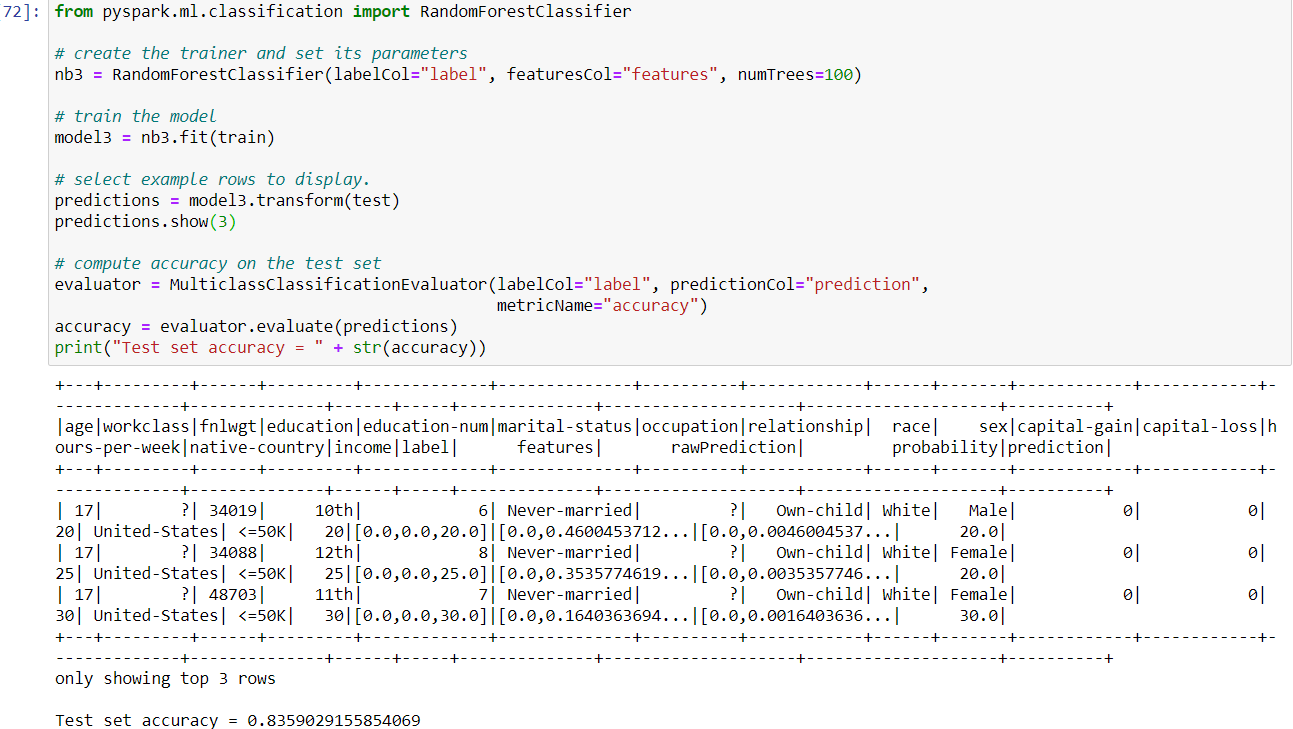 72]: from pyspark.ml.classification import RandomForestClassifier
# create the trainer and set its parameters
nb3 = RandomForestClassifier(labelCol="label", featuresCol="features", numTrees=100)
# train the model
model3 = nb3.fit(train)
# select example rows to display.
predictions = model3.transform(test)
predictions.show(3)
# compute accuracy on the test set
evaluator = MulticlassClassificationEvaluator(labelCol="label", predictionCol="prediction",
metricName="accuracy")
accuracy = evaluator.evaluate(predictions)
print("Test set accuracy = " + str(accuracy))
+---+---------+------+---------+-------------+--------------+----------+------------+------+-------+------------+------------+-
-------------+--------------+------+-----+---------------+--------------------+--------------------+----------+
|age|workclass|fnlwgt|education|education-num|marital-status|occupation|relationship|  race|    sex|capital-gain|capital-loss|h
ours-per-week|native-country|income|label|       features|       rawPrediction|         probability|prediction|
+---+---------+------+---------+-------------+--------------+----------+------------+------+-------+------------+------------+-
-------------+--------------+------+-----+---------------+--------------------+--------------------+----------+
| 17|        ?| 34019|     10th|            6| Never-married|         ?|   Own-child| White|   Male|           0|           0|
20| United-States| <=50K|   20|[0.0,0.0,20.0]|[0.0,0.4600453712...|[0.0,0.0046004537...|      20.0|
| 17|        ?| 34088|     12th|            8| Never-married|         ?|   Own-child| White| Female|           0|           0|
25| United-States| <=50K|   25|[0.0,0.0,25.0]|[0.0,0.3535774619...|[0.0,0.0035357746...|      20.0|
| 17|        ?| 48703|     11th|            7| Never-married|         ?|   Own-child| White| Female|           0|           0|
30| United-States| <=50K|   30|[0.0,0.0,30.0]|[0.0,0.1640363694...|[0.0,0.0016403636...|      30.0|
+---+---------+------+---------+-------------+--------------+----------+------------+------+-------+------------+------------+-
-------------+--------------+------+-----+---------------+--------------------+--------------------+----------+
only showing top 3 rows
Test set accuracy = 0.8359029155854069